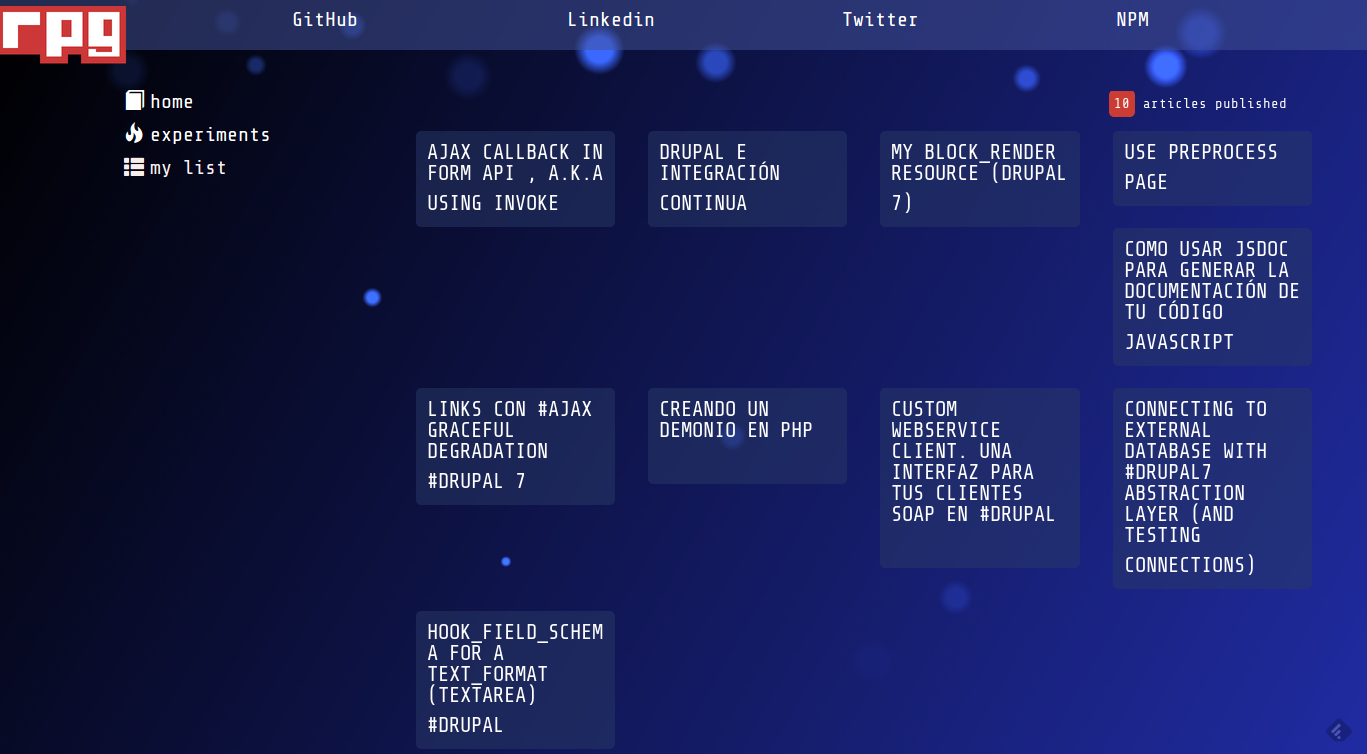 rpg
GitHub
Linkedin
Twitter
NPM
home
experiments
my list
10 articles published
AJAX CALLBACK IN
FORM API , A.K.A
USING INVOKE
DRUPAL E
INTEGRACIÓN
CONTINUA
MY BLOCK_RENDER
RESOURCE (DRUPAL
7)
USE PREPROCESS
PAGE
COMO USAR JSDOC
PARA GENERAR LA
DOCUMENTACIÓN DE
TU CÓDIGO
JAVASCRIPT
LINKS CON #AJAX
GRACEFUL
DEGRADATION
#DRUPAL 7
CREANDO UN
DEMONIO EN PHP
CUSTOM
WEBSERVICE
CLIENT. UNA
INTERFAZ PARA
TUS CLIENTES
SOAP EN #DRUPAL
CONNECTING TO
EXTERNAL
DATABASE WITH
#DRUPAL7
ABSTRACTION
LAYER (AND
TESTING
CONNECTIONS)
HOOK_FIELD_SCHEM
A FOR A
TEXT_FORMAT
(TEXTAREA)
#DRUPAL